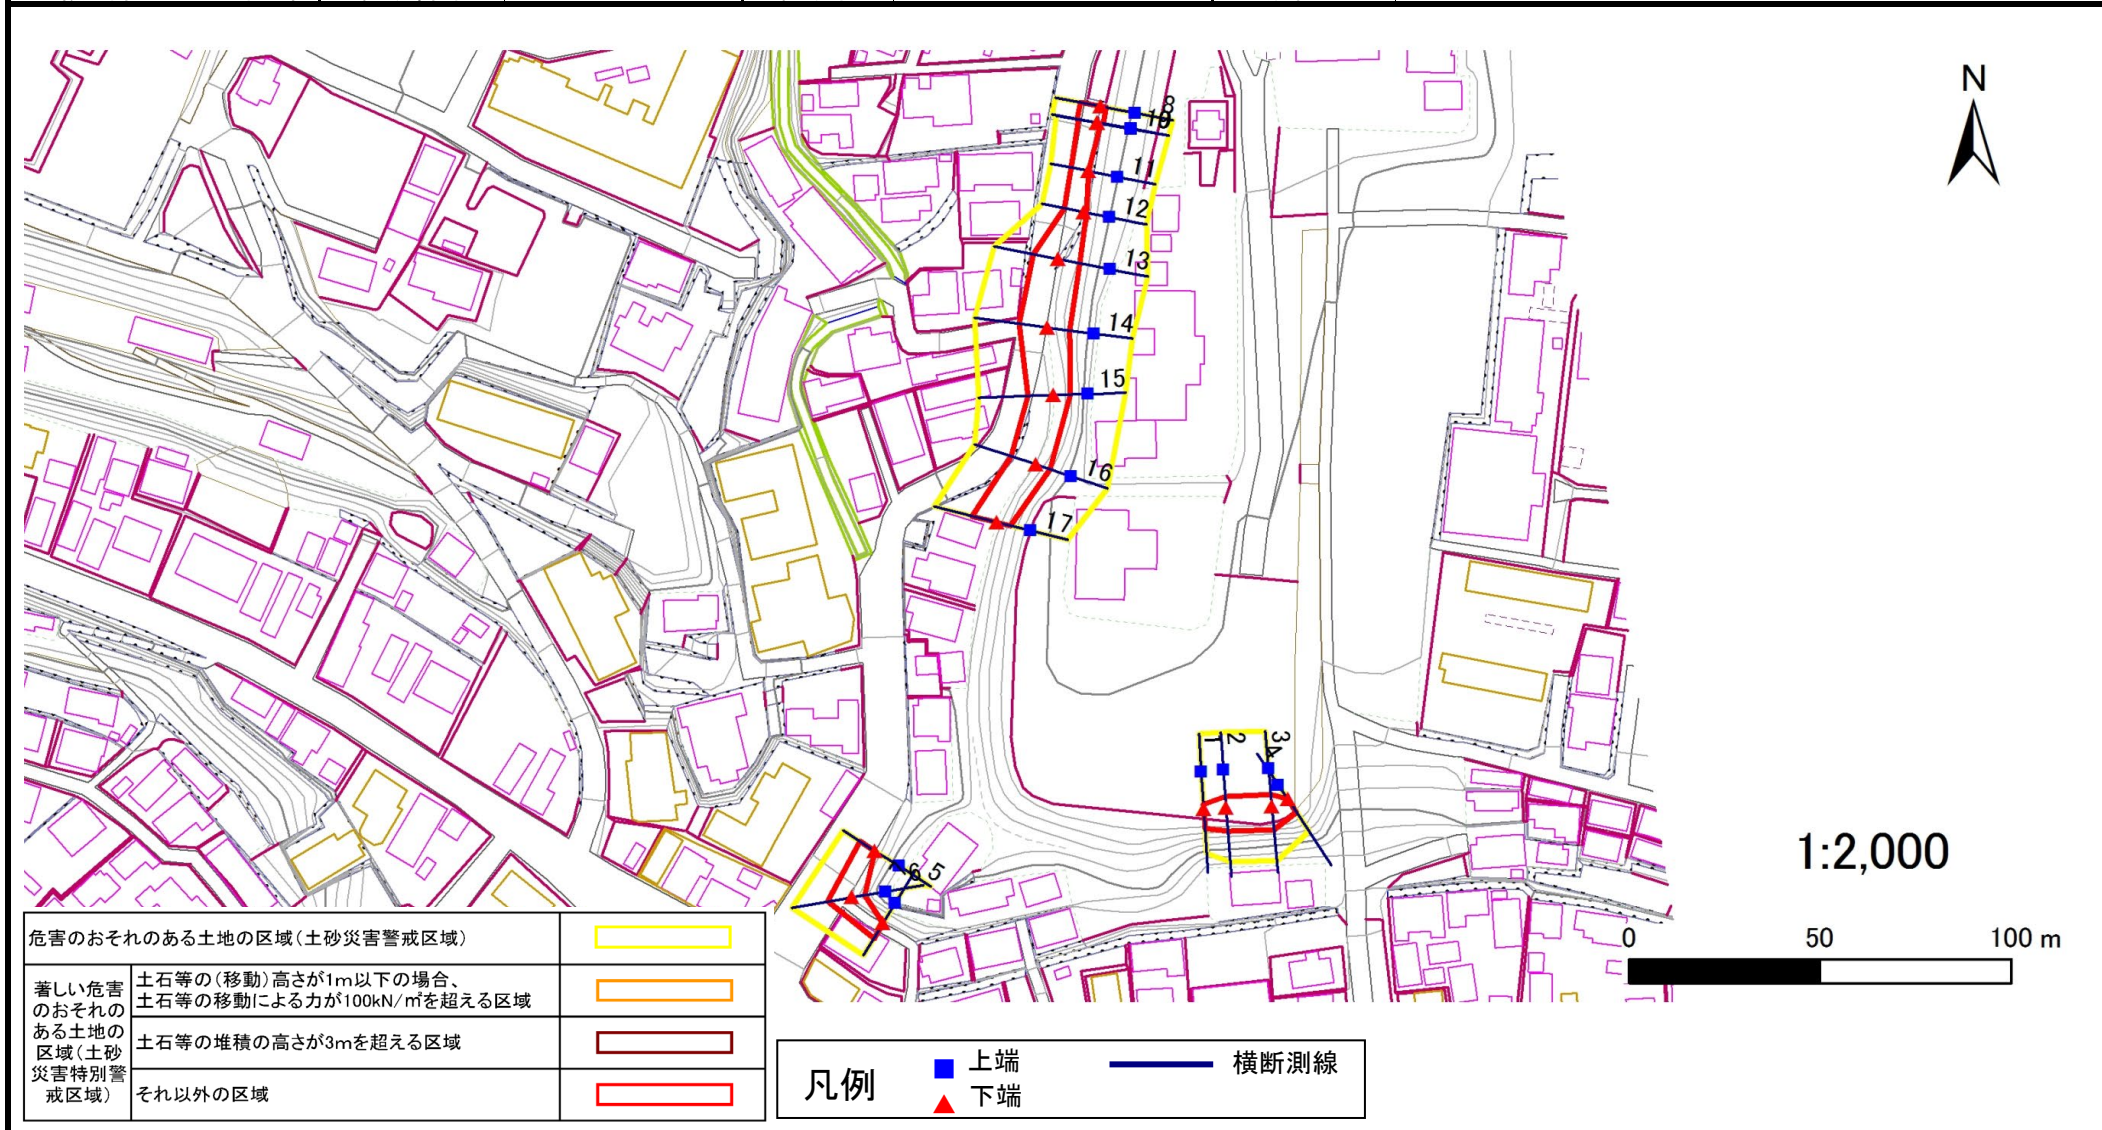 N
8
10
11
12
13
14
15
16
17
1
2
3
4
6
5
1:2,000
0 50 100 m
危害のおそれのある土地の区域(土砂災害警戒区域)
著しい危害
のおそれの
ある土地の
区域(土砂
災害特別警
戒区域)
土石等の(移動)高さが1m以下の場合、
土石等の移動による力が100kN/㎡を超える区域
土石等の堆積の高さが3mを超える区域
それ以外の区域
凡例
上端
下端
横断測線